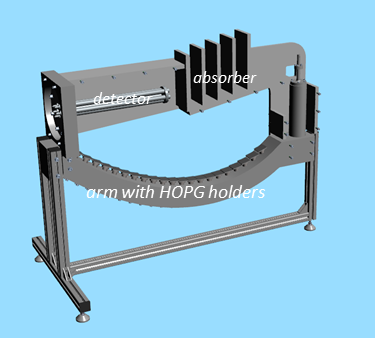 absorber
detector
arm with HOPG holders